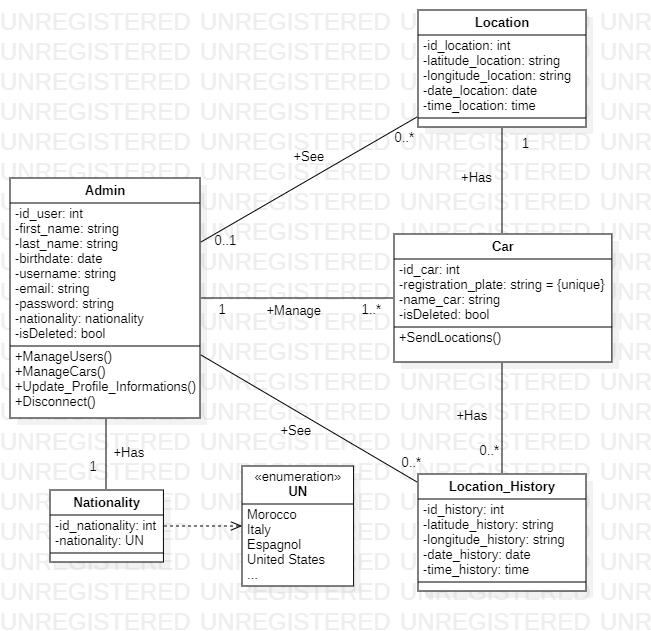 Location
-id_location: int
-latitude_location: string
-longitude_location: string
-date_location: date
-time_location: time
0..*
1
+See
+Has
Admin
-id_user: int
-first_name: string
-last_name: string
-birthdate: date
-username: string
-email: string
-password: string
-nationality: nationality
-isDeleted: bool
+ManageUsers()
+ManageCars()
+Update_Profile_Informations()
+Disconnect()
0..1
Car
-id_car: int
-registration_plate: string = {unique}
-name_car: string
-isDeleted: bool
+SendLocations()
1
+Manage
1..*
+Has
1
+See
0..*
+Has
0..*
Nationality
-id_nationality: int
-nationality: UN
«enumeration»
UN
Morocco
Italy
Espagnol
United States
...
Location_History
-id_history: int
-latitude_history: string
-longitude_history: string
-date_history: date
-time_history: time
UNREGISTERED